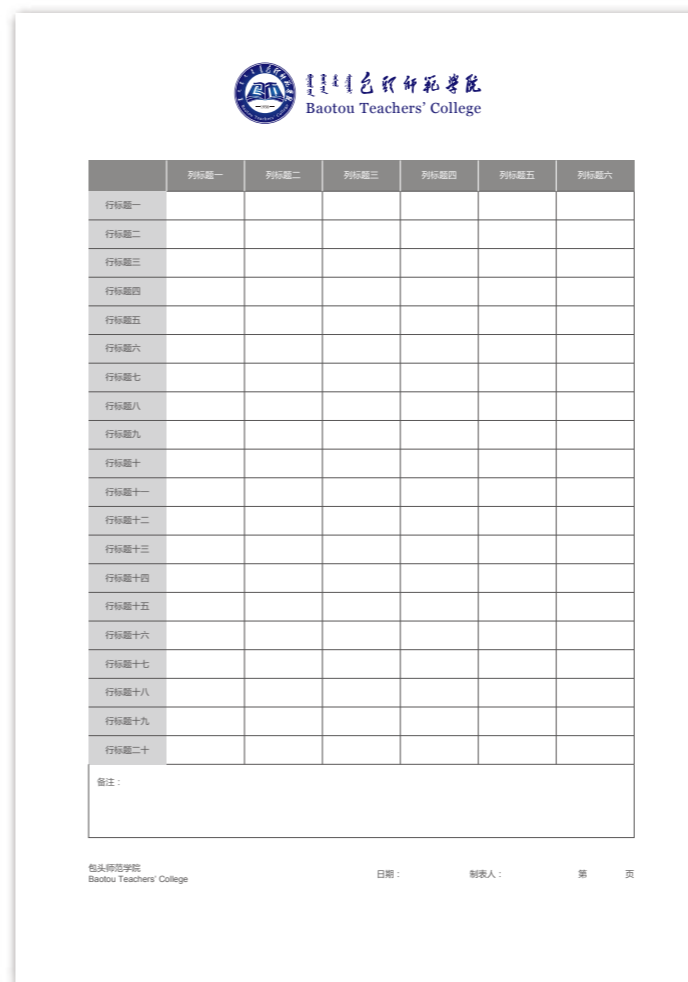 包头师范学院
Baotou Teachers' College
列标题一 列标题二 列标题三 列标题四 列标题五 列标题六
行标题一
行标题二
行标题三
行标题四
行标题五
行标题六
行标题七
行标题八
行标题九
行标题十
行标题十一
行标题十二
行标题十三
行标题十四
行标题十五
行标题十六
行标题十七
行标题十八
行标题十九
行标题二十
备注：
包头师范学院
Baotou Teachers' College
日期： 制表人： 第 页